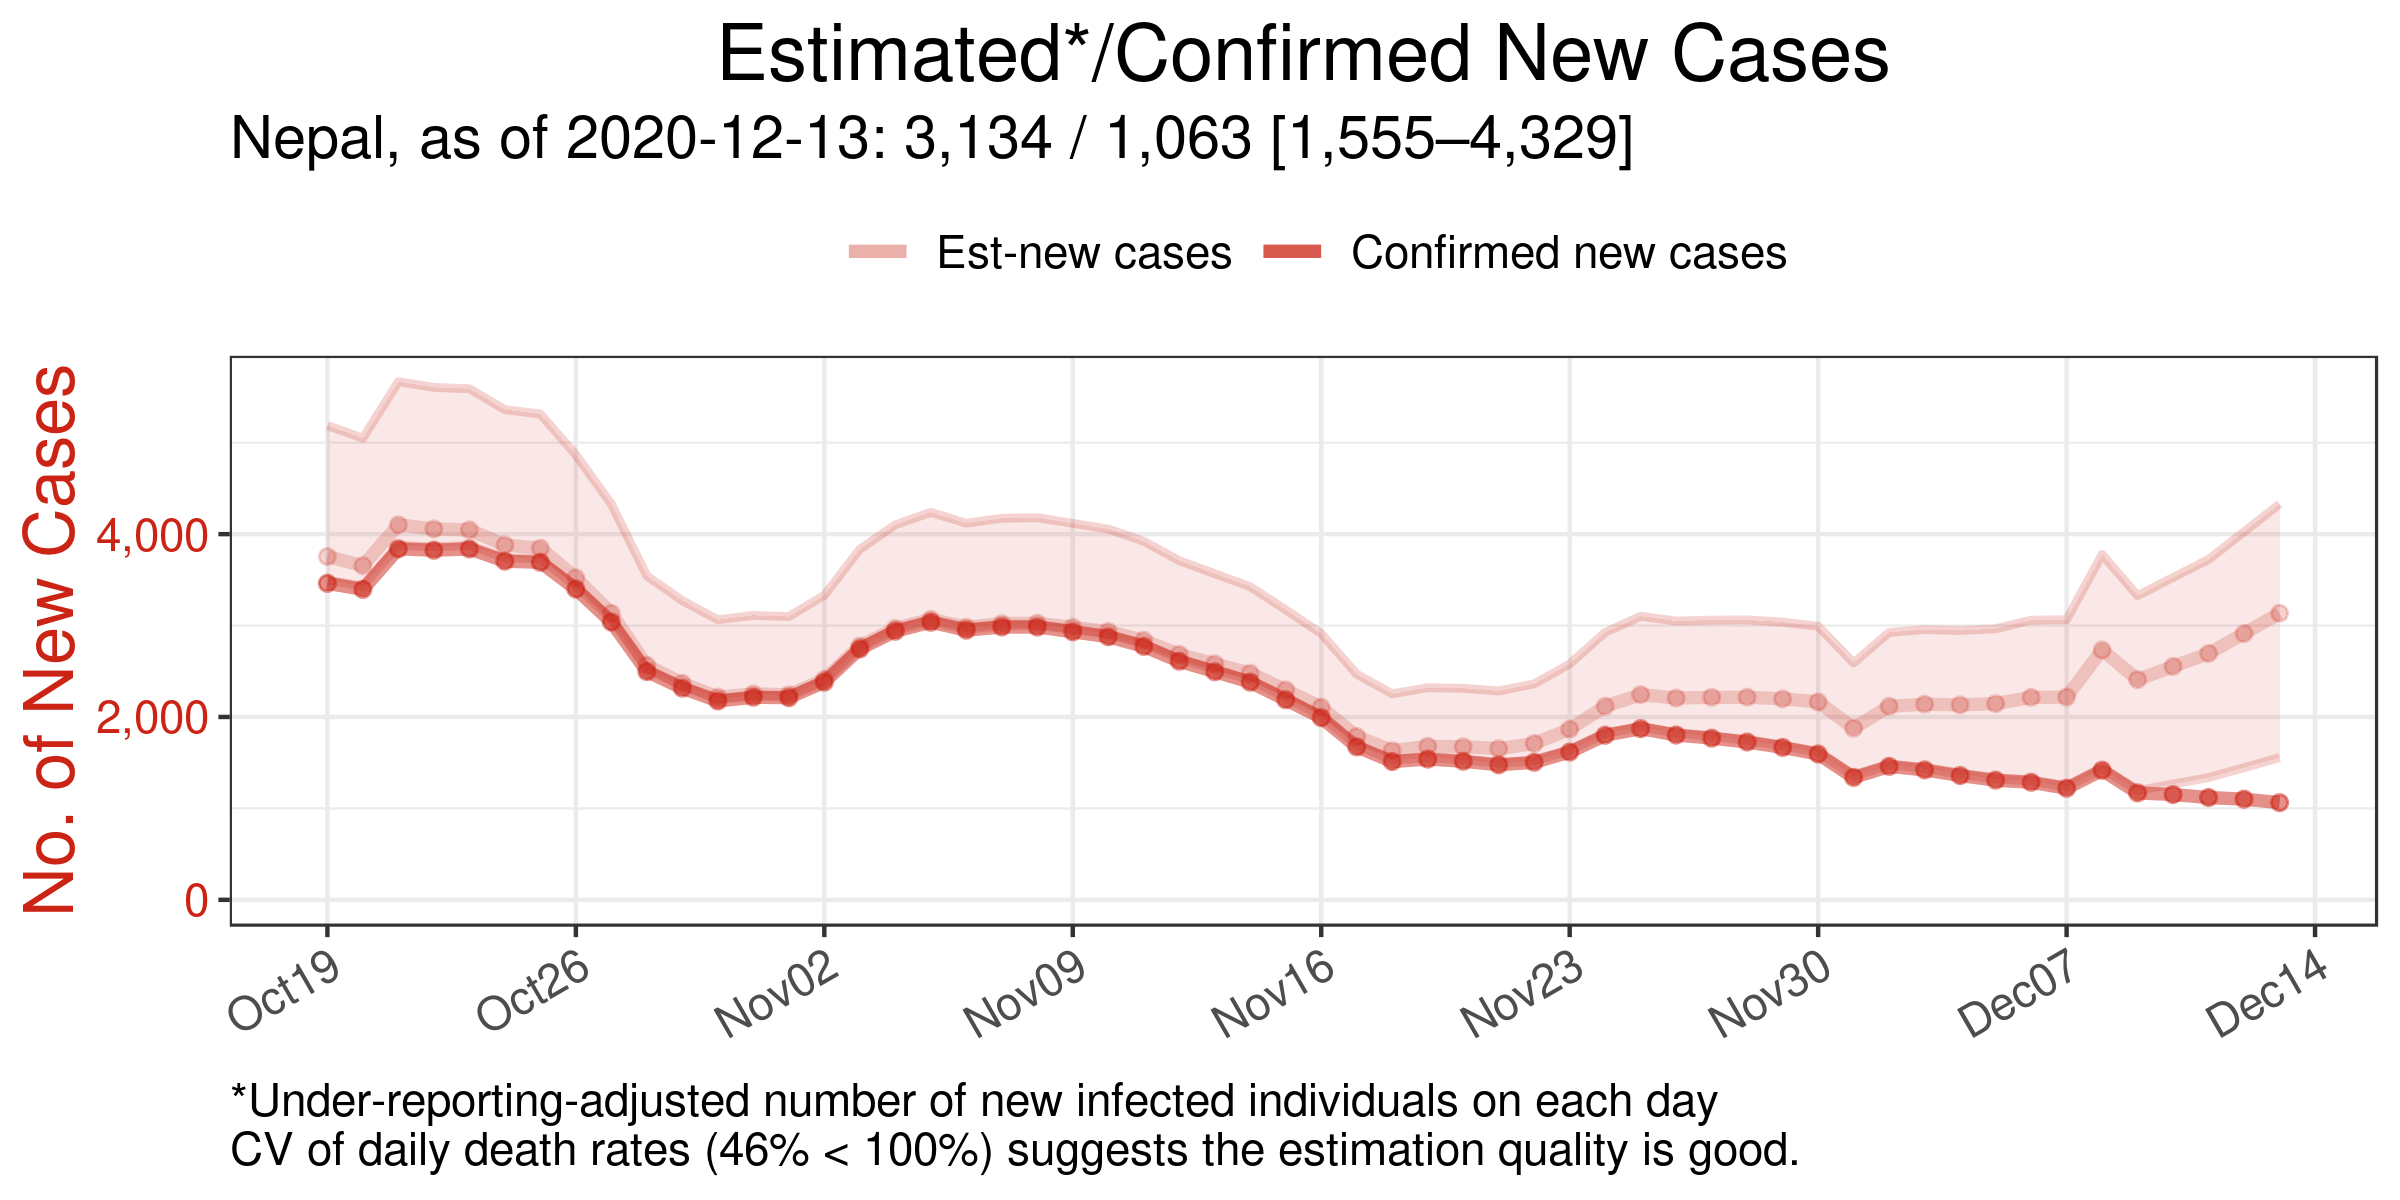 Estimated*/Confirmed New Cases
Nepal, as of 2020-12-13: 3,134 / 1,063 [1,555–4,329]
Est-new cases
Confirmed new cases
No. of New Cases
4,000
2,000
0
Oct19
Oct26
Nov02
Nov09
Nov16
Nov23
Nov30
Dec07
Dec14
*Under-reporting-adjusted number of new infected individuals on each day
CV of daily death rates (46% < 100%) suggests the estimation quality is good.